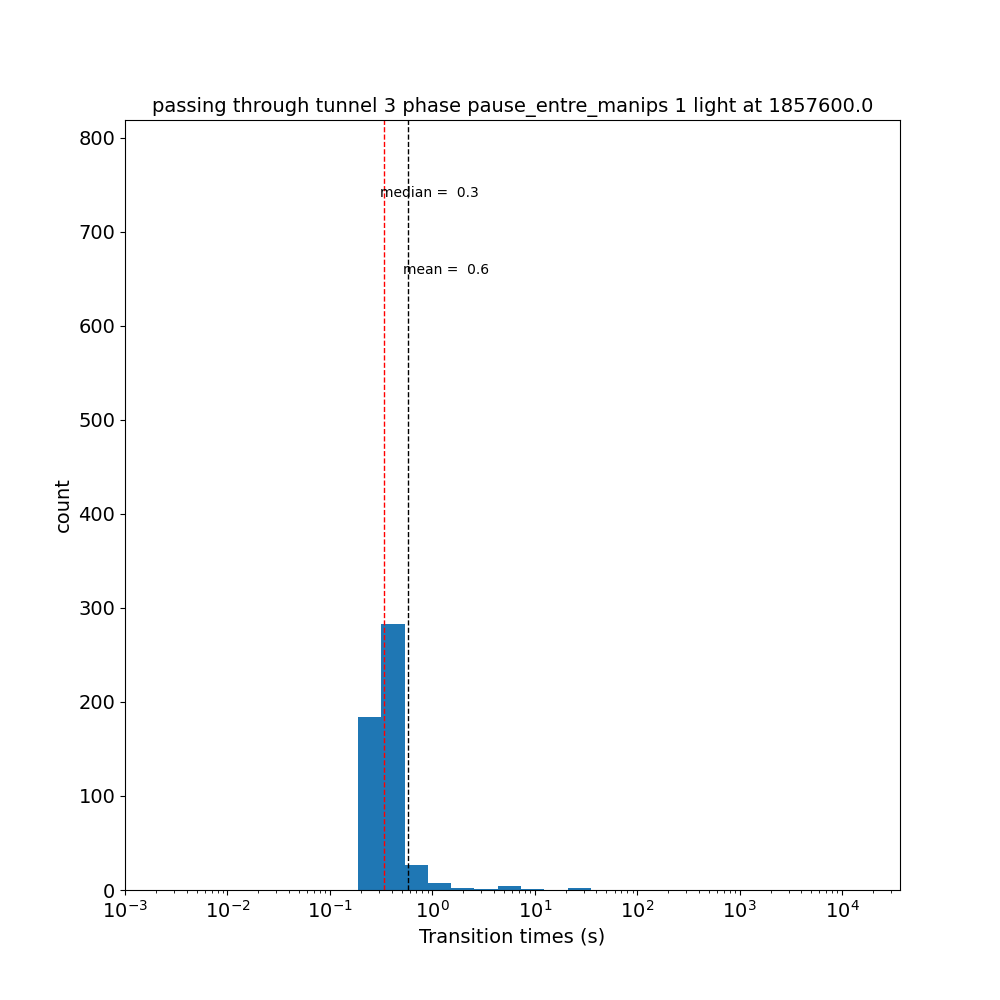 passing through tunnel 3 phase pause_entre_manips 1 light at 1857600.0
800
median =  0.3
700
mean =  0.6
600
500
count
400
300
200
100
0
10⁻³ 10⁻² 10⁻¹ 10⁰ 10¹ 10² 10³ 10⁴
Transition times (s)